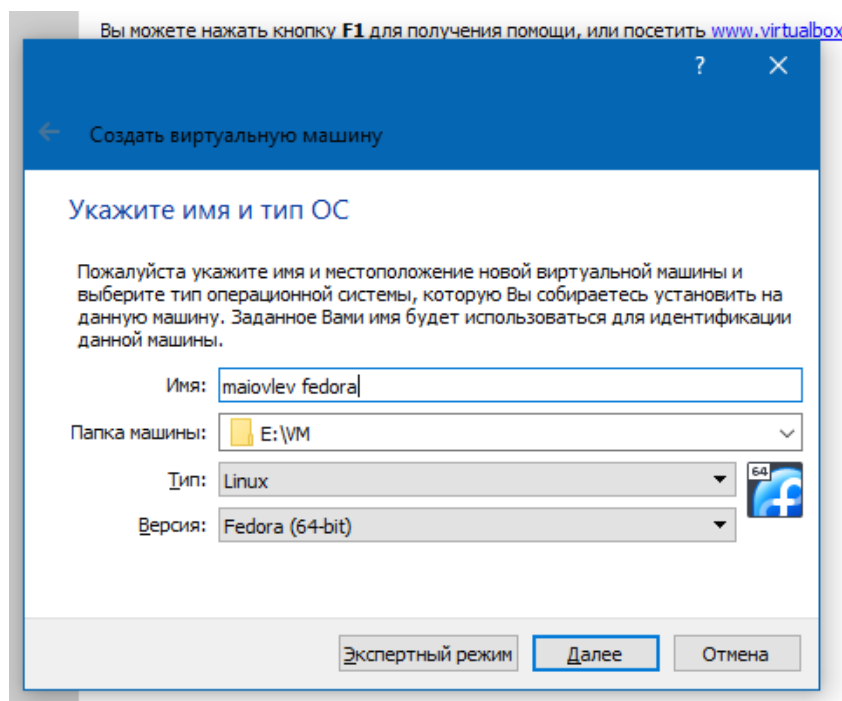 Вы можете нажать кнопку F1 для получения помощи, или посетить www.virtualbox
?
Создать виртуальную машину
Укажите имя и тип ОС
Пожалуйста укажите имя и местоположение новой виртуальной машины и
выберите тип операционной системы, которую Вы собираетесь установить на
данную машину. Заданное Вами имя будет использоваться для идентификации
данной машины.
Имя: maiovlev fedora
Папка машины: E:\VM
Тип: Linux
64
Версия: Fedora (64-bit)
Экспертный режим Далее Отмена